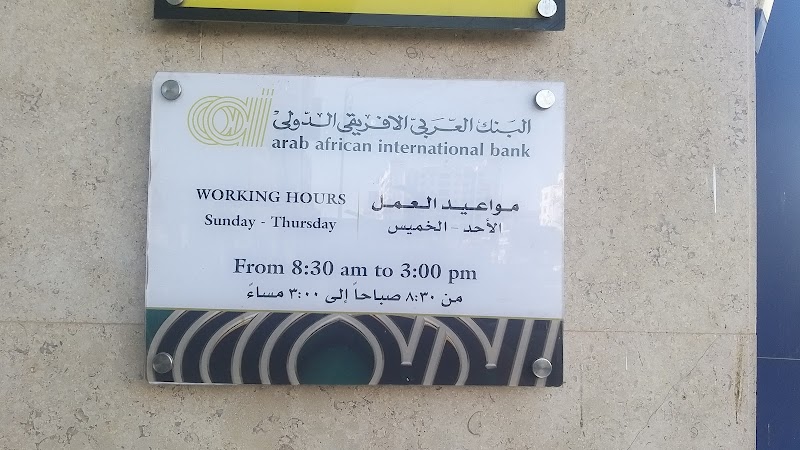 البنك العربي الافريقي الدولي
arab african international bank
WORKING HOURS
Sunday - Thursday
مواعيد العمل
الأحد - الخميس
From 8:30 am to 3:00 pm
من ٨:٣٠ صباحاً إلى ٣:٠٠ مساءً